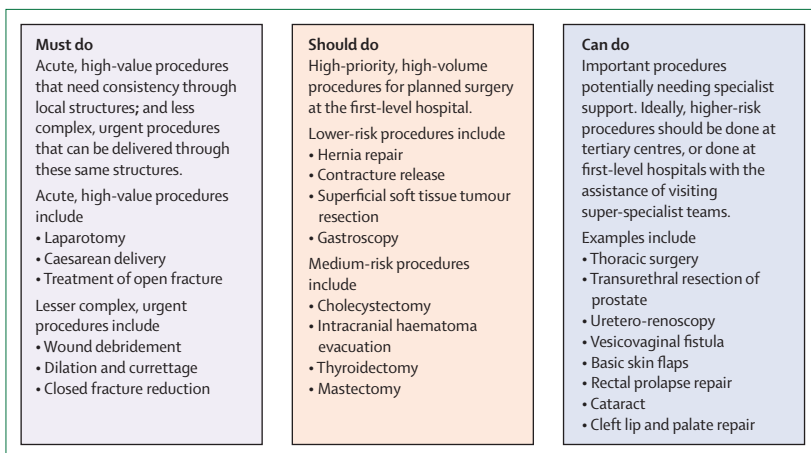 Must do
Acute, high-value procedures
that need consistency through
local structures; and less
complex, urgent procedures
that can be delivered through
these same structures.
Acute, high-value procedures
include
• Laparotomy
• Caesarean delivery
• Treatment of open fracture
Lesser complex, urgent
procedures include
• Wound debridement
• Dilation and currettage
• Closed fracture reduction
Should do
High-priority, high-volume
procedures for planned surgery
at the first-level hospital.
Lower-risk procedures include
• Hernia repair
• Contracture release
• Superficial soft tissue tumour
resection
• Gastroscopy
Medium-risk procedures
include
• Cholecystectomy
• Intracranial haematoma
evacuation
• Thyroidectomy
• Mastectomy
Can do
Important procedures
potentially needing specialist
support. Ideally, higher-risk
procedures should be done at
tertiary centres, or done at
first-level hospitals with the
assistance of visiting
super-specialist teams.
Examples include
• Thoracic surgery
• Transurethral resection of
prostate
• Uretero-renoscopy
• Vesicovaginal fistula
• Basic skin flaps
• Rectal prolapse repair
• Cataract
• Cleft lip and palate repair